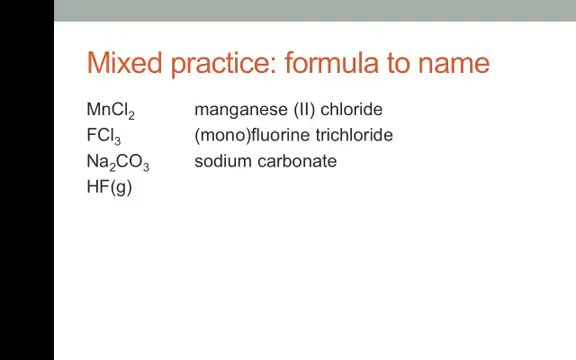 Mixed practice: formula to name
MnCl₂ manganese (II) chloride
FCl₃ (mono)fluorine trichloride
Na₂CO₃ sodium carbonate
HF(g)